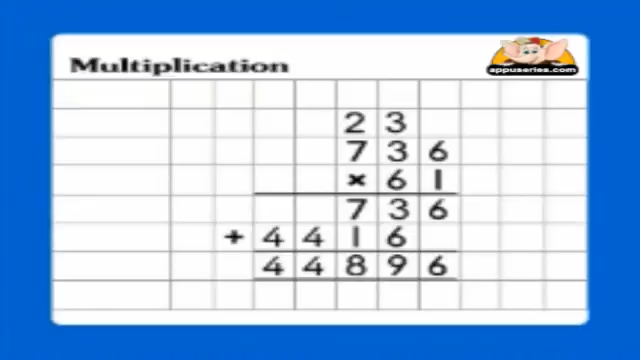 Multiplication
appuseries.com
2 3
7 3 6
× 6 1
7 3 6
+ 4 4 1 6
4 4 8 9 6